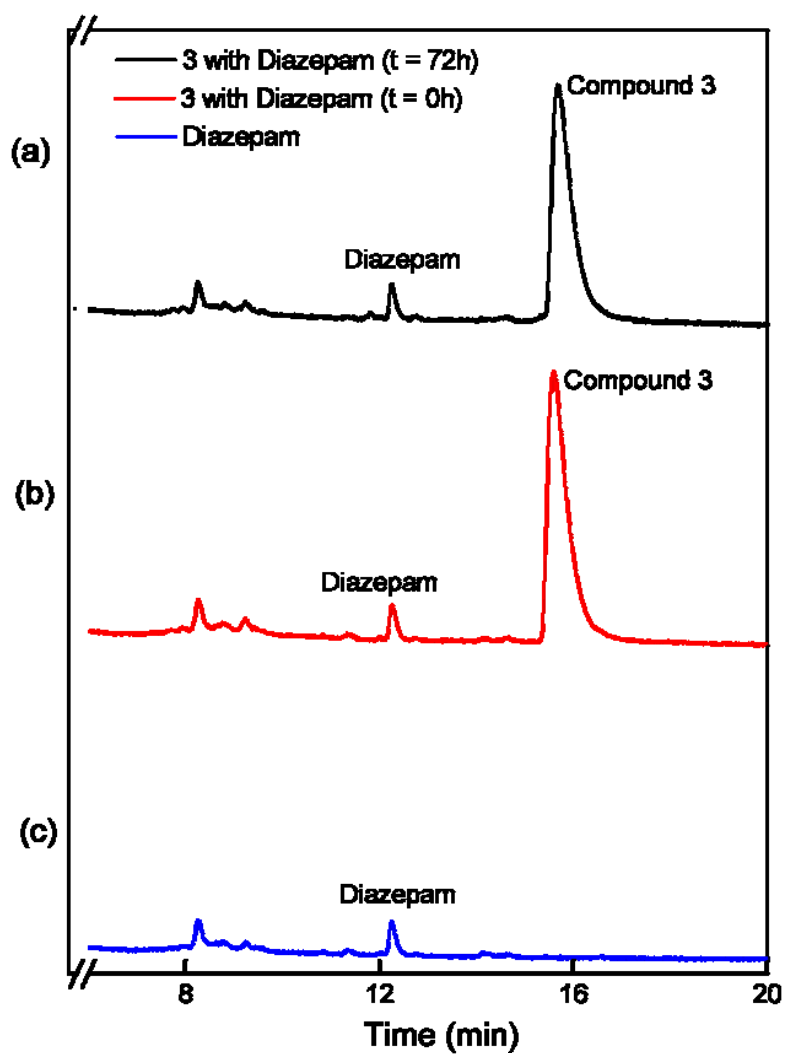 3 with Diazepam (t = 72h)
3 with Diazepam (t = 0h)
Diazepam
(a)
Compound 3
Diazepam
Compound 3
(b)
Diazepam
(c)
Diazepam
8 12 16 20
Time (min)